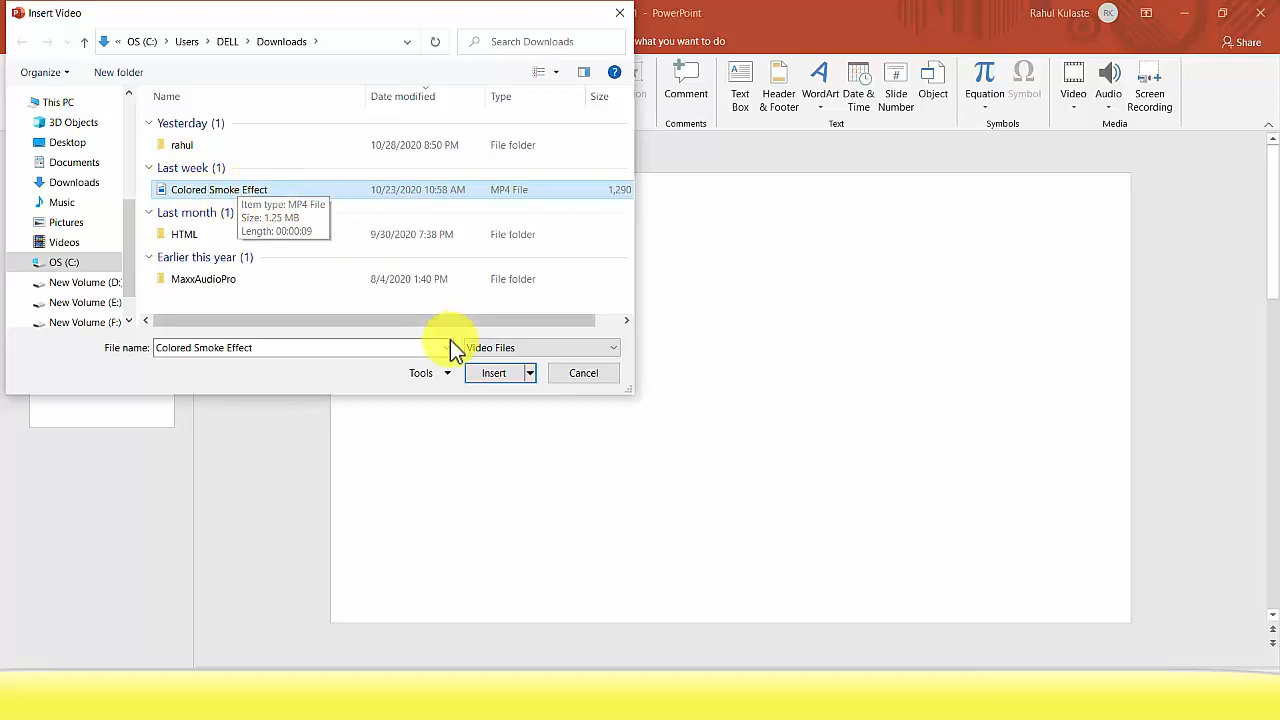 Insert Video
- PowerPoint
Rahul Kulaste
RK
« OS (C:) > Users > DELL > Downloads >
Search Downloads
what you want to do
Share
Organize
New folder
?
Comment
Text Box
Header & Footer
WordArt
Date & Time
Slide Number
Object
Equation
Symbol
Video
Audio
Screen Recording
Comments
Text
Symbols
Media
This PC
3D Objects
Desktop
Documents
Downloads
Music
Pictures
Videos
OS (C:)
New Volume (D:
New Volume (E:)
New Volume (F:)
Name
Date modified
Type
Size
Yesterday (1)
rahul
10/28/2020 8:50 PM
File folder
Last week (1)
Colored Smoke Effect
10/23/2020 10:58 AM
MP4 File
1,290
Item type: MP4 File
Size: 1.25 MB
Length: 00:00:09
Last month (1)
HTML
9/30/2020 7:38 PM
File folder
Earlier this year (1)
MaxxAudioPro
8/4/2020 1:40 PM
File folder
File name:
Colored Smoke Effect
Video Files
Tools
Insert
Cancel